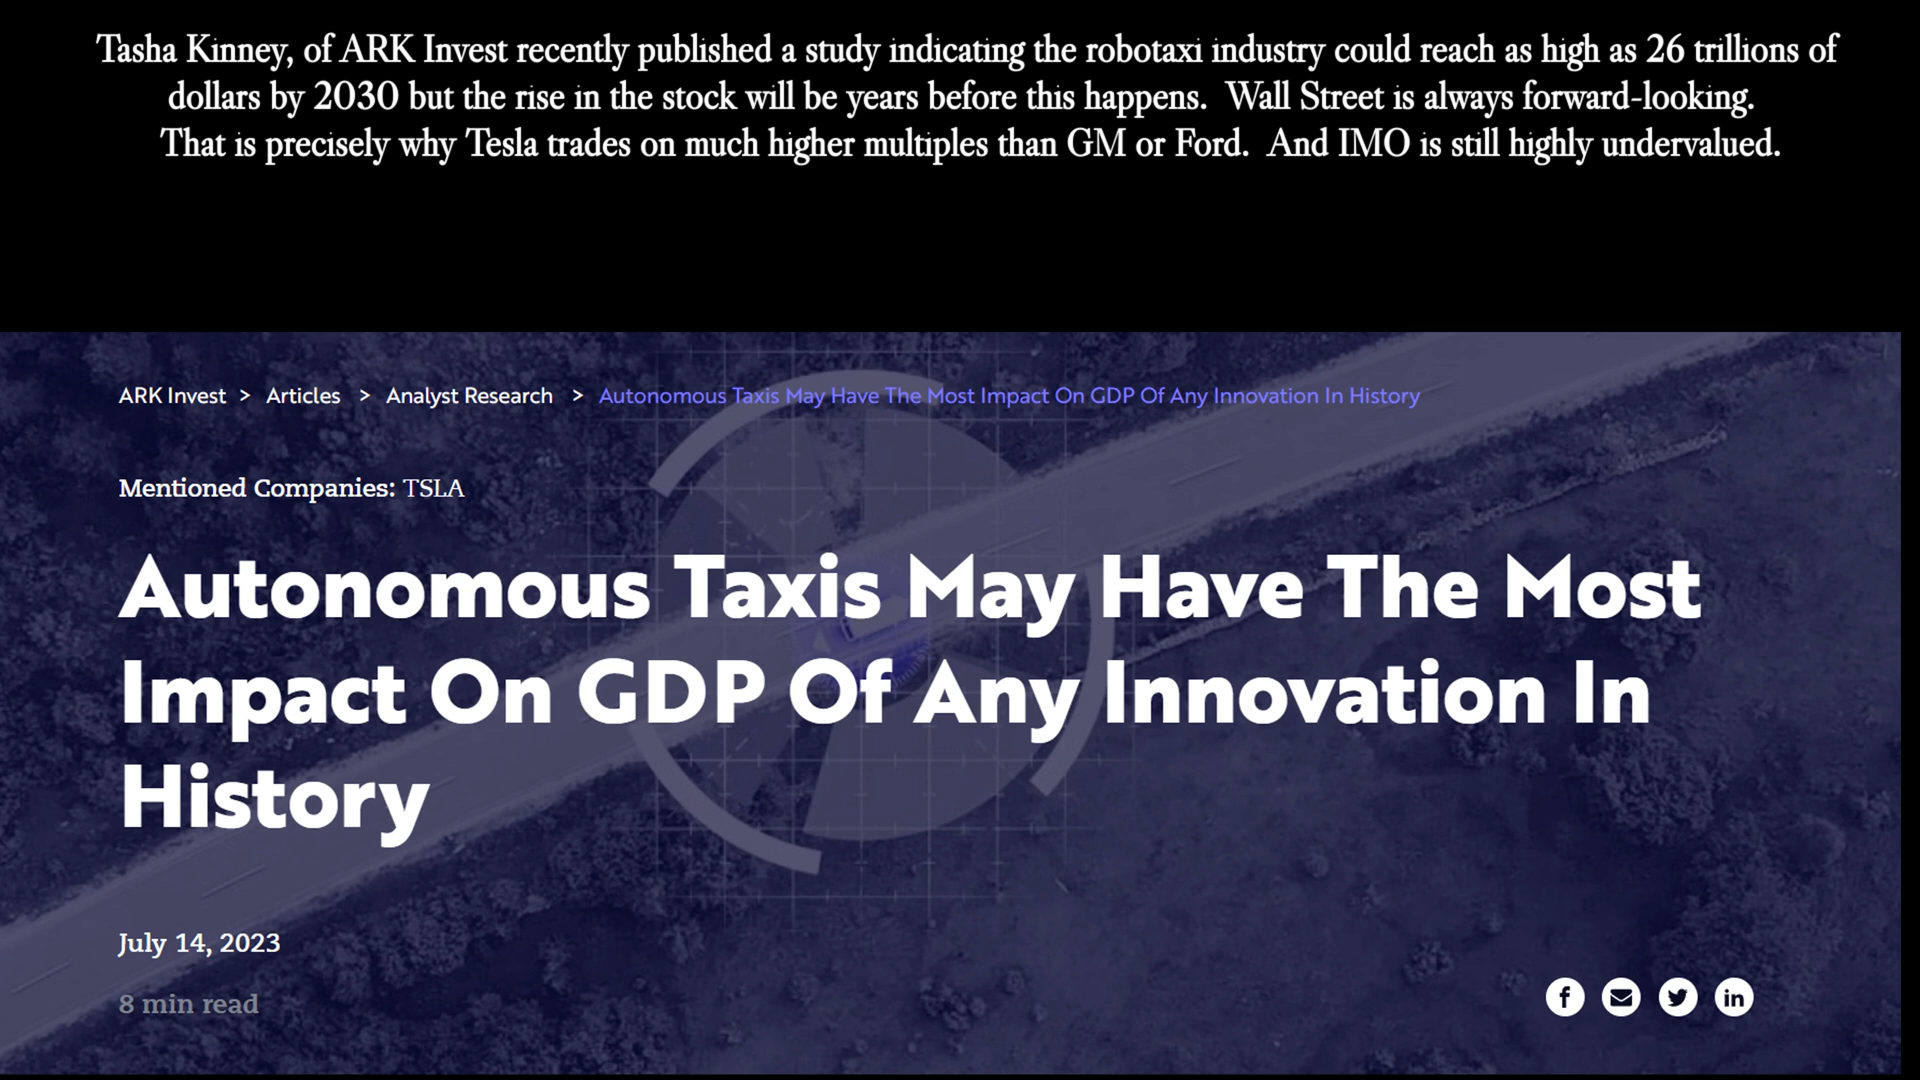 Tasha Kinney, of ARK Invest recently published a study indicating the robotaxi industry could reach as high as 26 trillions of
dollars by 2030 but the rise in the stock will be years before this happens.  Wall Street is always forward-looking.
That is precisely why Tesla trades on much higher multiples than GM or Ford.  And IMO is still highly undervalued.
ARK Invest > Articles > Analyst Research > Autonomous Taxis May Have The Most Impact On GDP Of Any Innovation In History
Mentioned Companies: TSLA
Autonomous Taxis May Have The Most
Impact On GDP Of Any Innovation In
History
July 14, 2023
8 min read